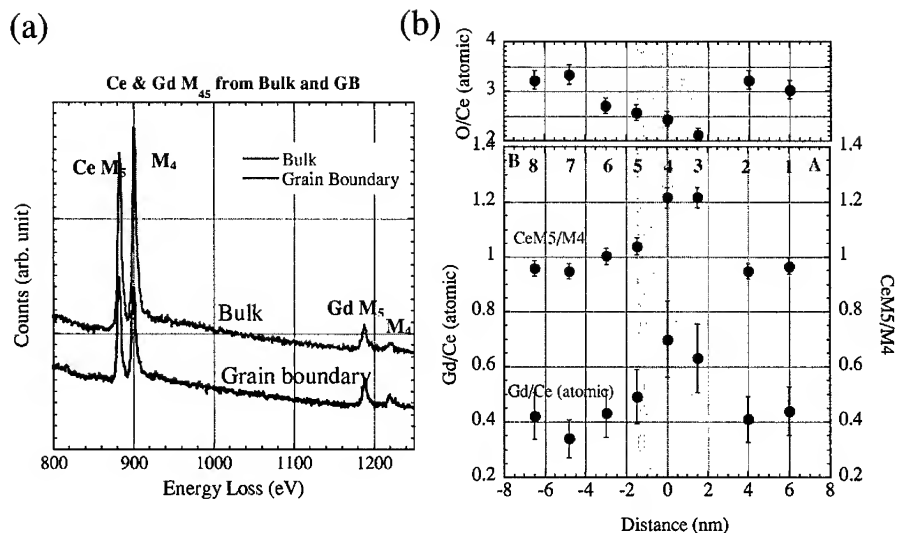 (a)
Ce & Gd M45 from Bulk and GB
Ce M5
M4
Bulk
Grain Boundary
Bulk
Gd M5
M4
Grain boundary
Counts (arb. unit)
800 900 1000 1100 1200
Energy Loss (eV)
(b)
4
3
1.2
O/Ce (atomic)
1.4
B 8 7 6 5 4 3 2 1 A
1.2
1
0.8
0.6
0.4
0.2
CeM5/M4
Gd/Ce (atomic)
Gd/Ce (atomic)
1.4
1.2
1
0.8
0.6
0.4
0.2
CeM5/M4
-8 -6 -4 -2 0 2 4 6 8
Distance (nm)